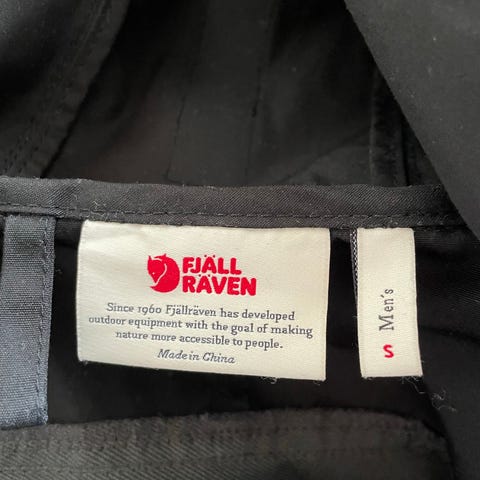 FJÄLL
RÄVEN
Since 1960 Fjällräven has developed
outdoor equipment with the goal of making
nature more accessible to people.
Made in China
Men's
S